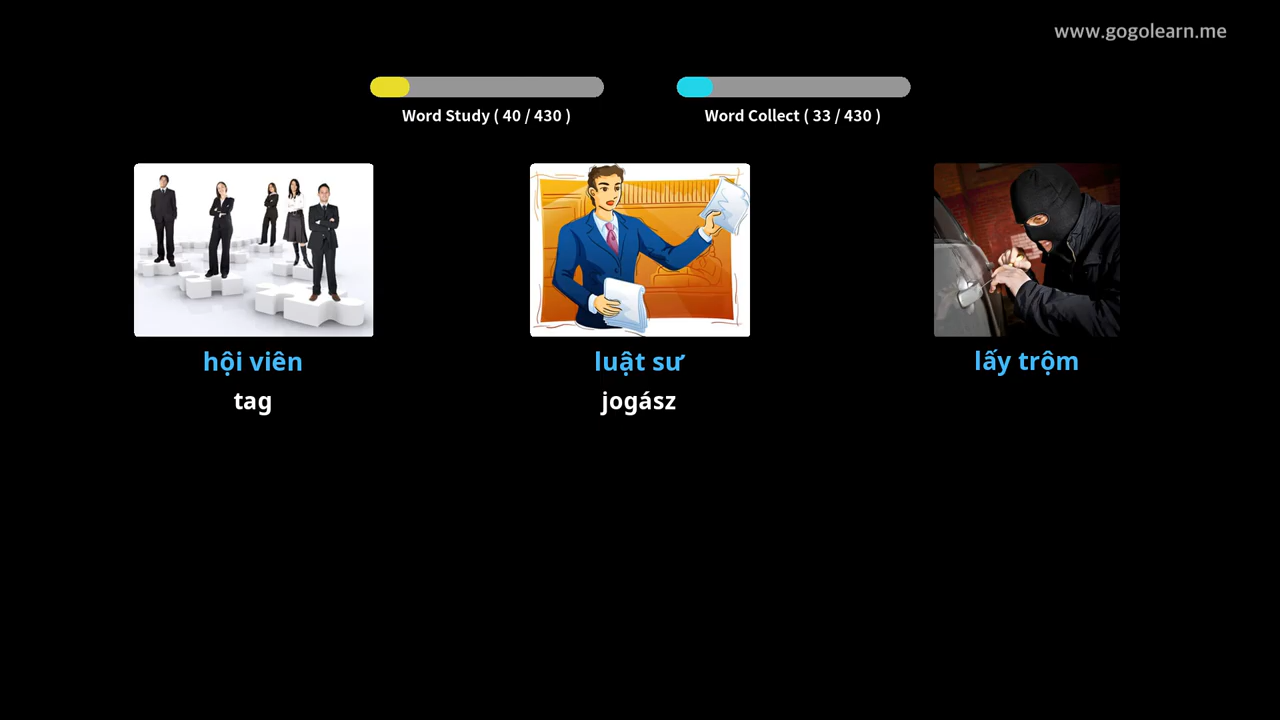 www.gogolearn.me
Word Study ( 40 / 430 )
Word Collect ( 33 / 430 )
hội viên
tag
luật sư
jogász
lấy trộm